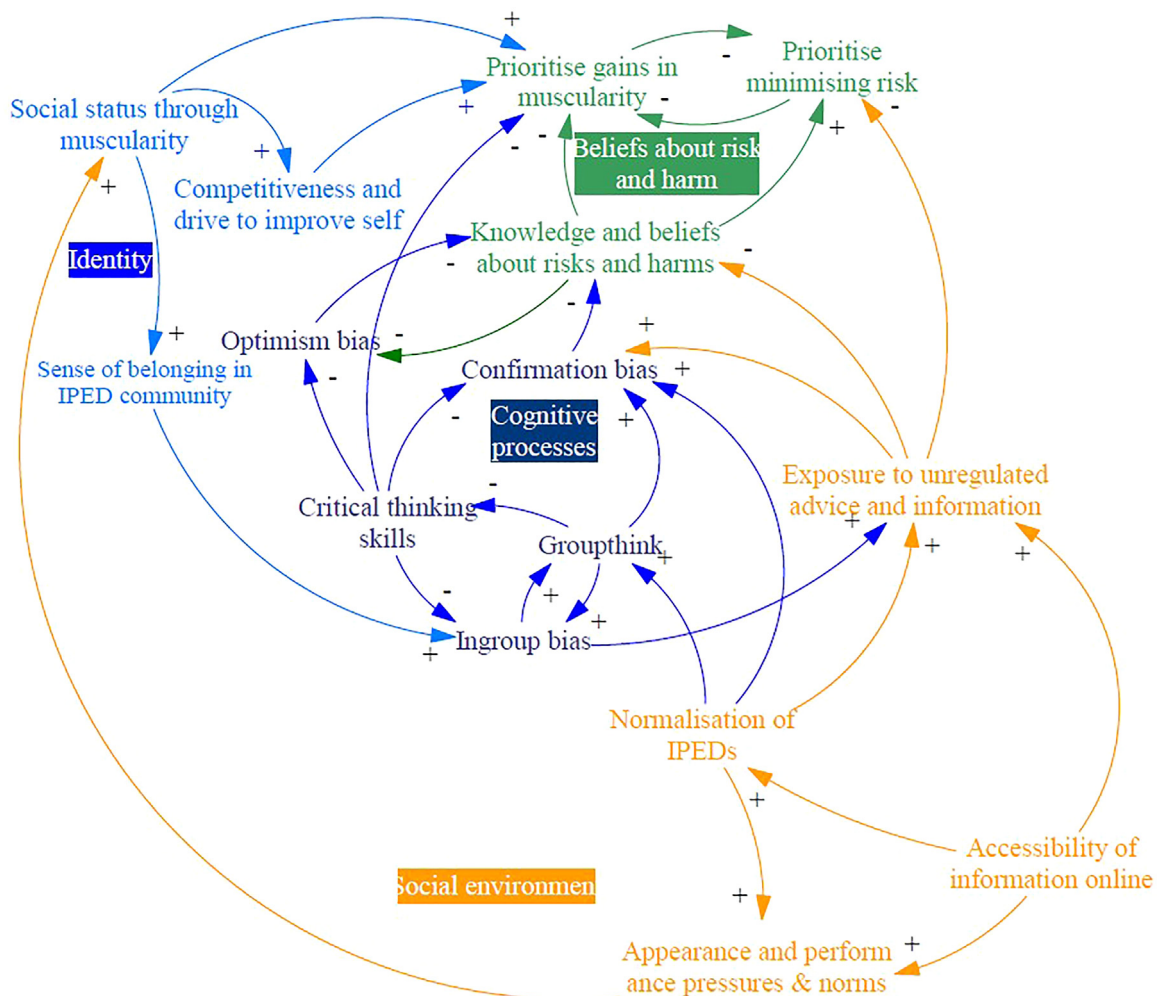 Prioritise gains in
muscularity
Prioritise
minimising risk
Social status through
muscularity
Beliefs about risk
and harm
Competitiveness and
drive to improve self
Knowledge and beliefs
about risks and harms
Identity
Optimism bias
Sense of belonging in
IPED community
Confirmation bias
Cognitive
processes
Exposure to unregulated
advice and information
Critical thinking
skills
Groupthink
Ingroup bias
Normalisation of
IPEDs
Accessibility of
information online
Social environmen
Appearance and perform
ance pressures & norms
+
+
+
+
+
-
-
-
-
+
-
-
-
-
-
-
-
+
+
+
-
-
+
+
+
+
+
+
+
+
+
+